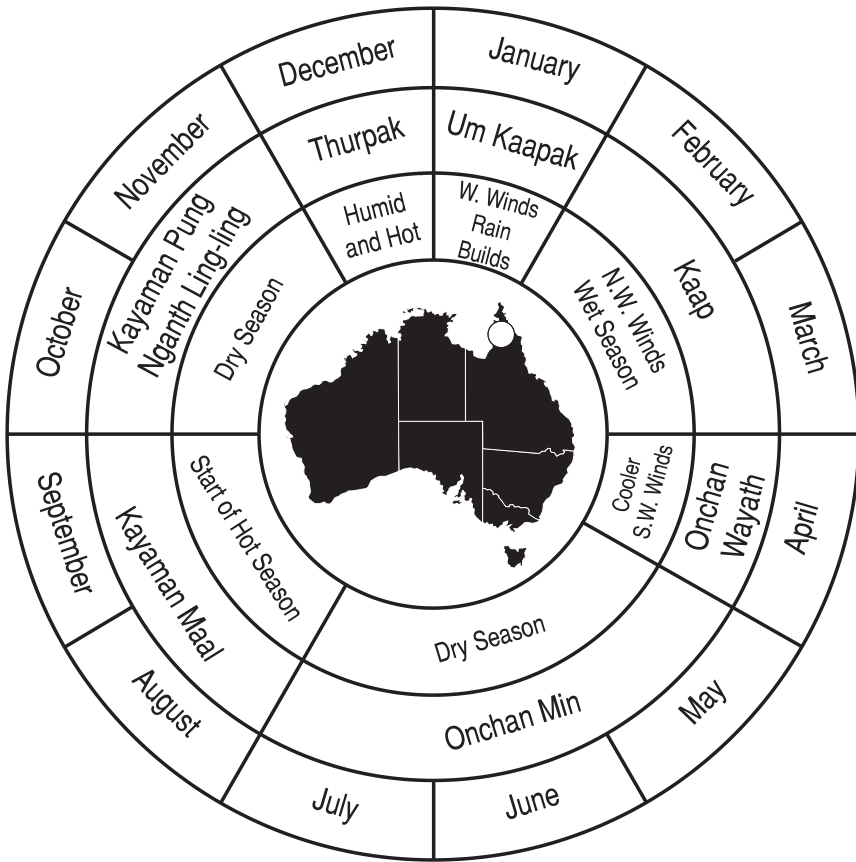 January
February
March
April
May
June
July
August
September
October
November
December
Um Kaapak
Kaap
Onchan
Wayath
Onchan Min
Kayaman Maal
Kayaman Pung
Nganth Ling-ling
Thurpak
W. Winds
Rain
Builds
N.W. Winds
Wet Season
Cooler
S.W. Winds
Dry Season
Start of Hot Season
Dry Season
Humid
and Hot